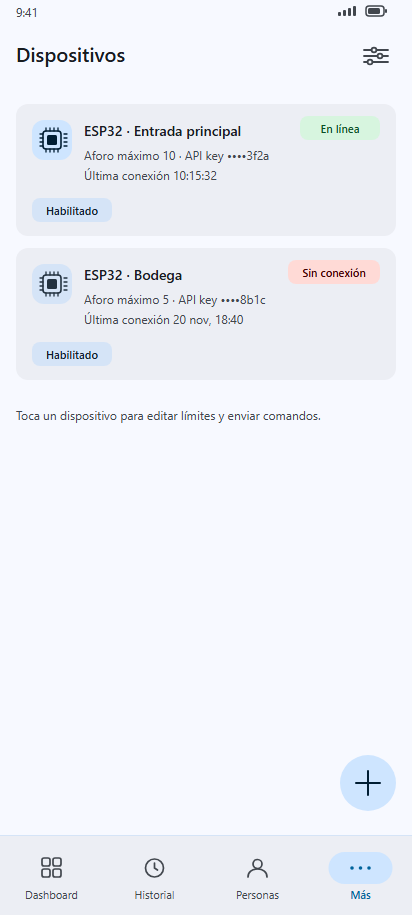 9:41
Dispositivos
ESP32 · Entrada principal
En línea
Aforo máximo 10 · API key ••••3f2a
Última conexión 10:15:32
Habilitado
ESP32 · Bodega
Sin conexión
Aforo máximo 5 · API key ••••8b1c
Última conexión 20 nov, 18:40
Habilitado
Toca un dispositivo para editar límites y enviar comandos.
Dashboard
Historial
Personas
Más